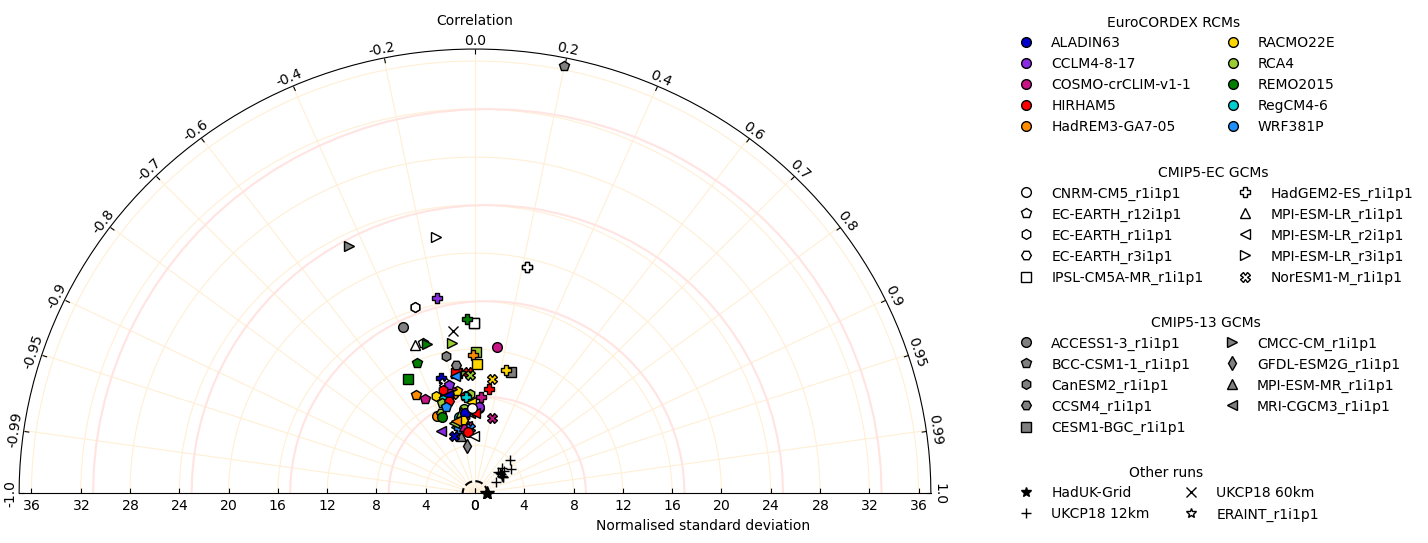 Correlation
-1.0
-0.99
-0.95
-0.9
-0.8
-0.7
-0.6
-0.4
-0.2
0.0
0.2
0.4
0.6
0.7
0.8
0.9
0.95
0.99
1.0
36 32 28 24 20 16 12 8 4 0 4 8 12 16 20 24 28 32 36
Normalised standard deviation
EuroCORDEX RCMs
ALADIN63
CCLM4-8-17
COSMO-crCLIM-v1-1
HIRHAM5
HadREM3-GA7-05
RACMO22E
RCA4
REMO2015
RegCM4-6
WRF381P
CMIP5-EC GCMs
CNRM-CM5_r1i1p1
EC-EARTH_r12i1p1
EC-EARTH_r1i1p1
EC-EARTH_r3i1p1
IPSL-CM5A-MR_r1i1p1
HadGEM2-ES_r1i1p1
MPI-ESM-LR_r1i1p1
MPI-ESM-LR_r2i1p1
MPI-ESM-LR_r3i1p1
NorESM1-M_r1i1p1
CMIP5-13 GCMs
ACCESS1-3_r1i1p1
BCC-CSM1-1_r1i1p1
CanESM2_r1i1p1
CCSM4_r1i1p1
CESM1-BGC_r1i1p1
CMCC-CM_r1i1p1
GFDL-ESM2G_r1i1p1
MPI-ESM-MR_r1i1p1
MRI-CGCM3_r1i1p1
Other runs
HadUK-Grid
UKCP18 12km
UKCP18 60km
ERAINT_r1i1p1